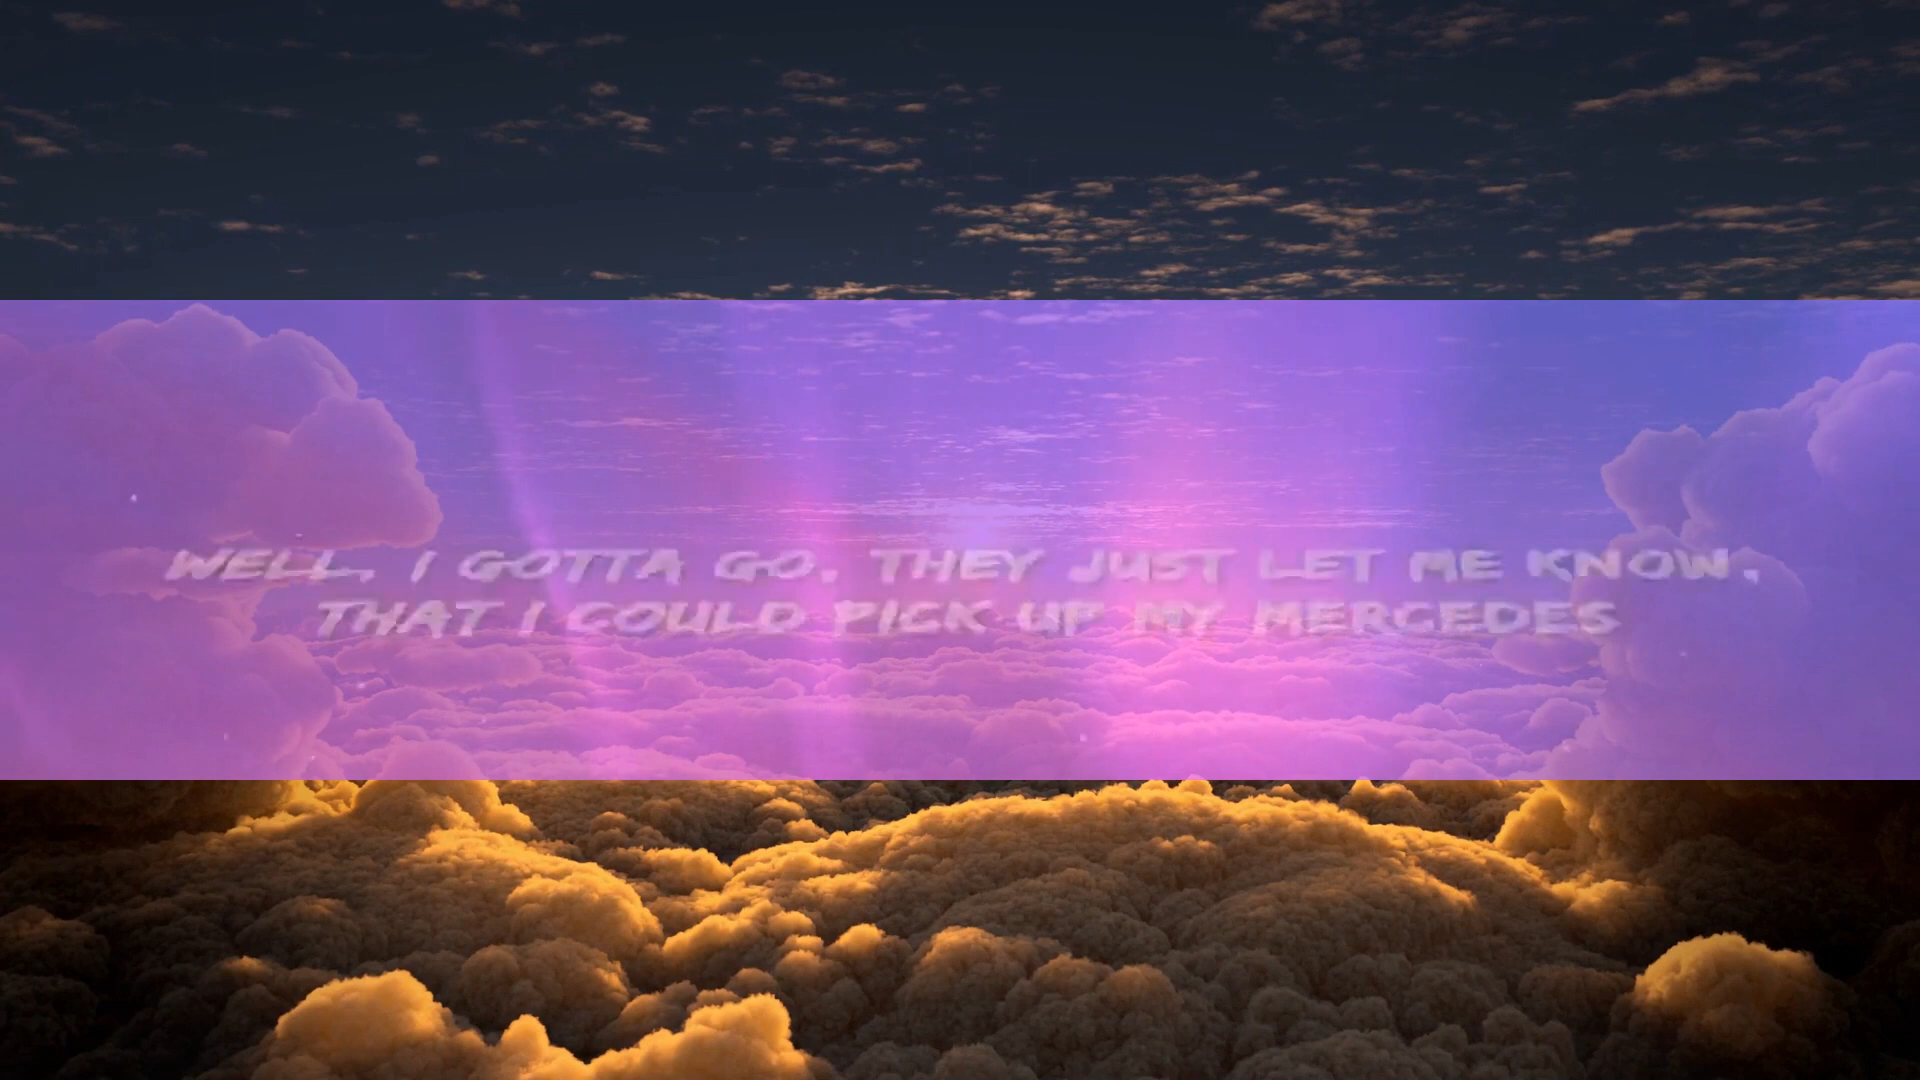 WELL, I GOTTA GO. THEY JUST LET ME KNOW,
THAT I COULD PICK UP MY MERCEDES